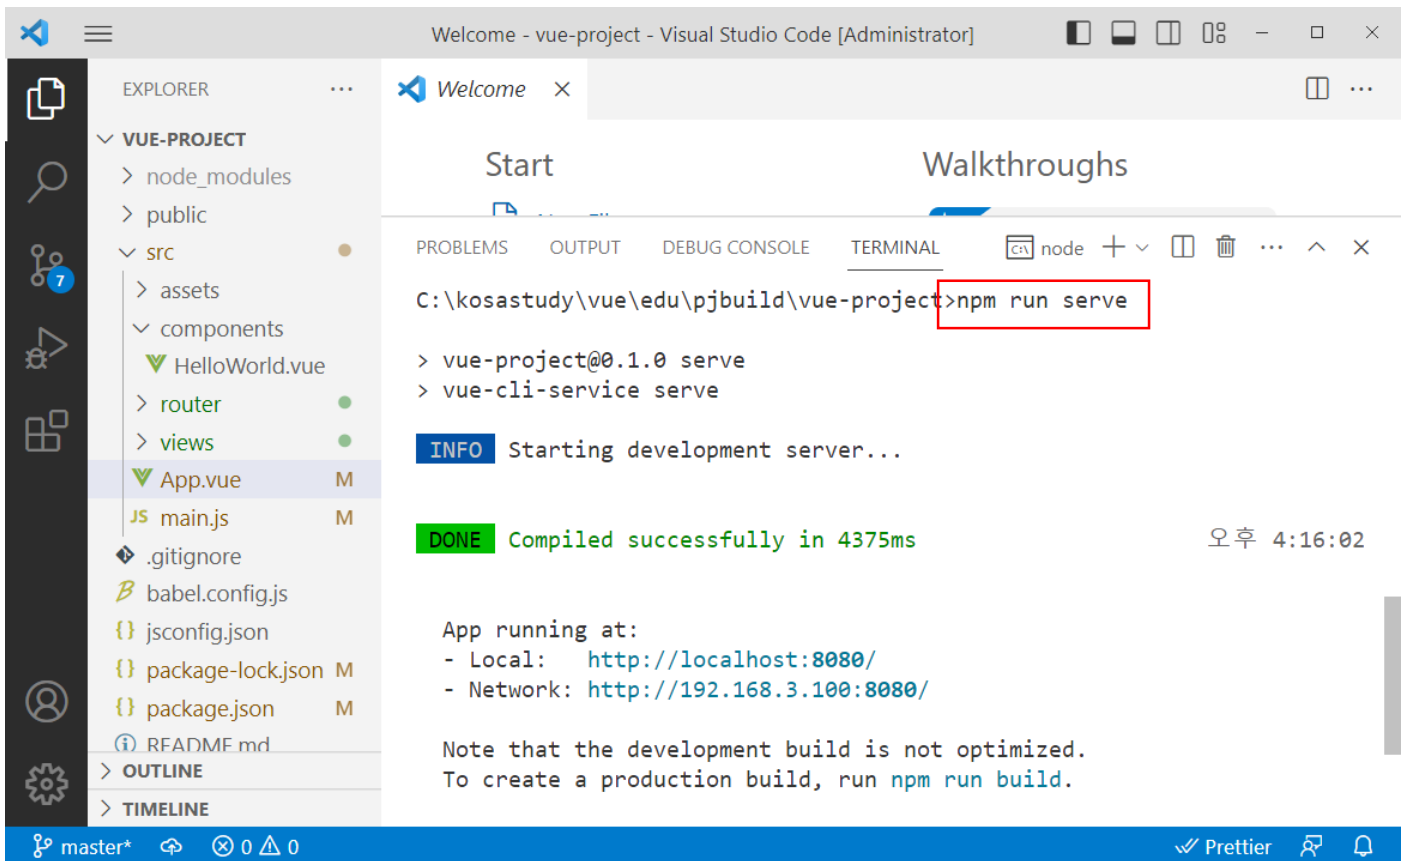 Welcome - vue-project - Visual Studio Code [Administrator]
EXPLORER
Welcome
VUE-PROJECT
node_modules
public
src
assets
components
HelloWorld.vue
router
views
App.vue M
JS main.js M
.gitignore
babel.config.js
{} jsconfig.json
{} package-lock.json M
{} package.json M
README.md
OUTLINE
TIMELINE
7
Start
Walkthroughs
PROBLEMS OUTPUT DEBUG CONSOLE TERMINAL node
C:\kosastudy\vue\edu\pjbuild\vue-project>npm run serve
> vue-project@0.1.0 serve
> vue-cli-service serve
INFO Starting development server...
DONE Compiled successfully in 4375ms 오후 4:16:02
App running at:
- Local: http://localhost:8080/
- Network: http://192.168.3.100:8080/
Note that the development build is not optimized.
To create a production build, run npm run build.
master* 0 0 Prettier